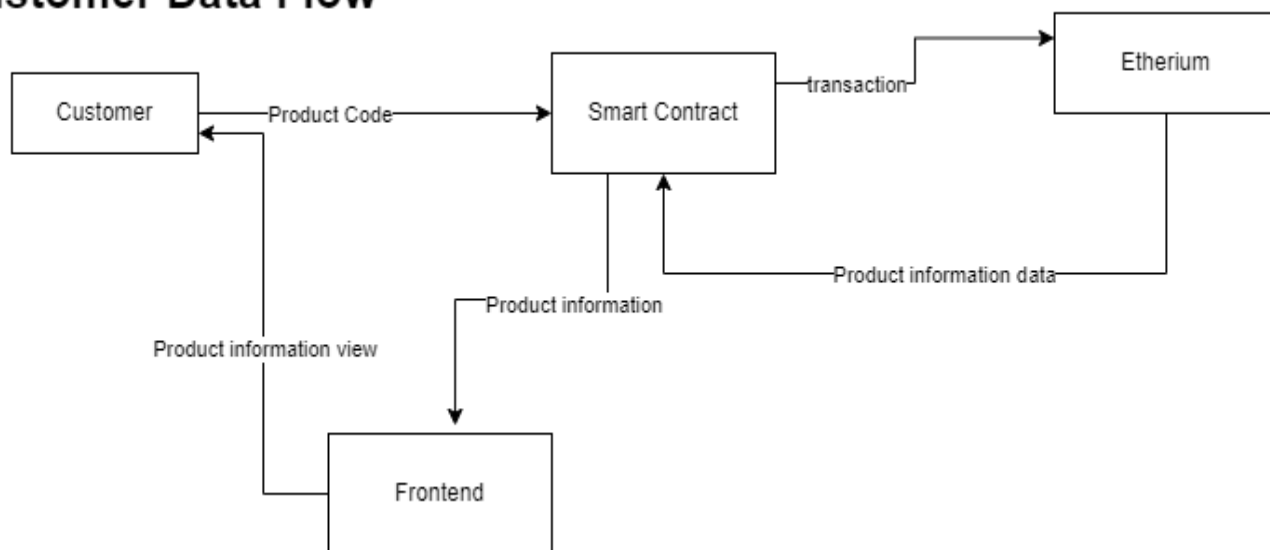 ustomer Data Flow
Etherium
transaction
Customer
Product Code
Smart Contract
Product information data
Product information
Product information view
Frontend